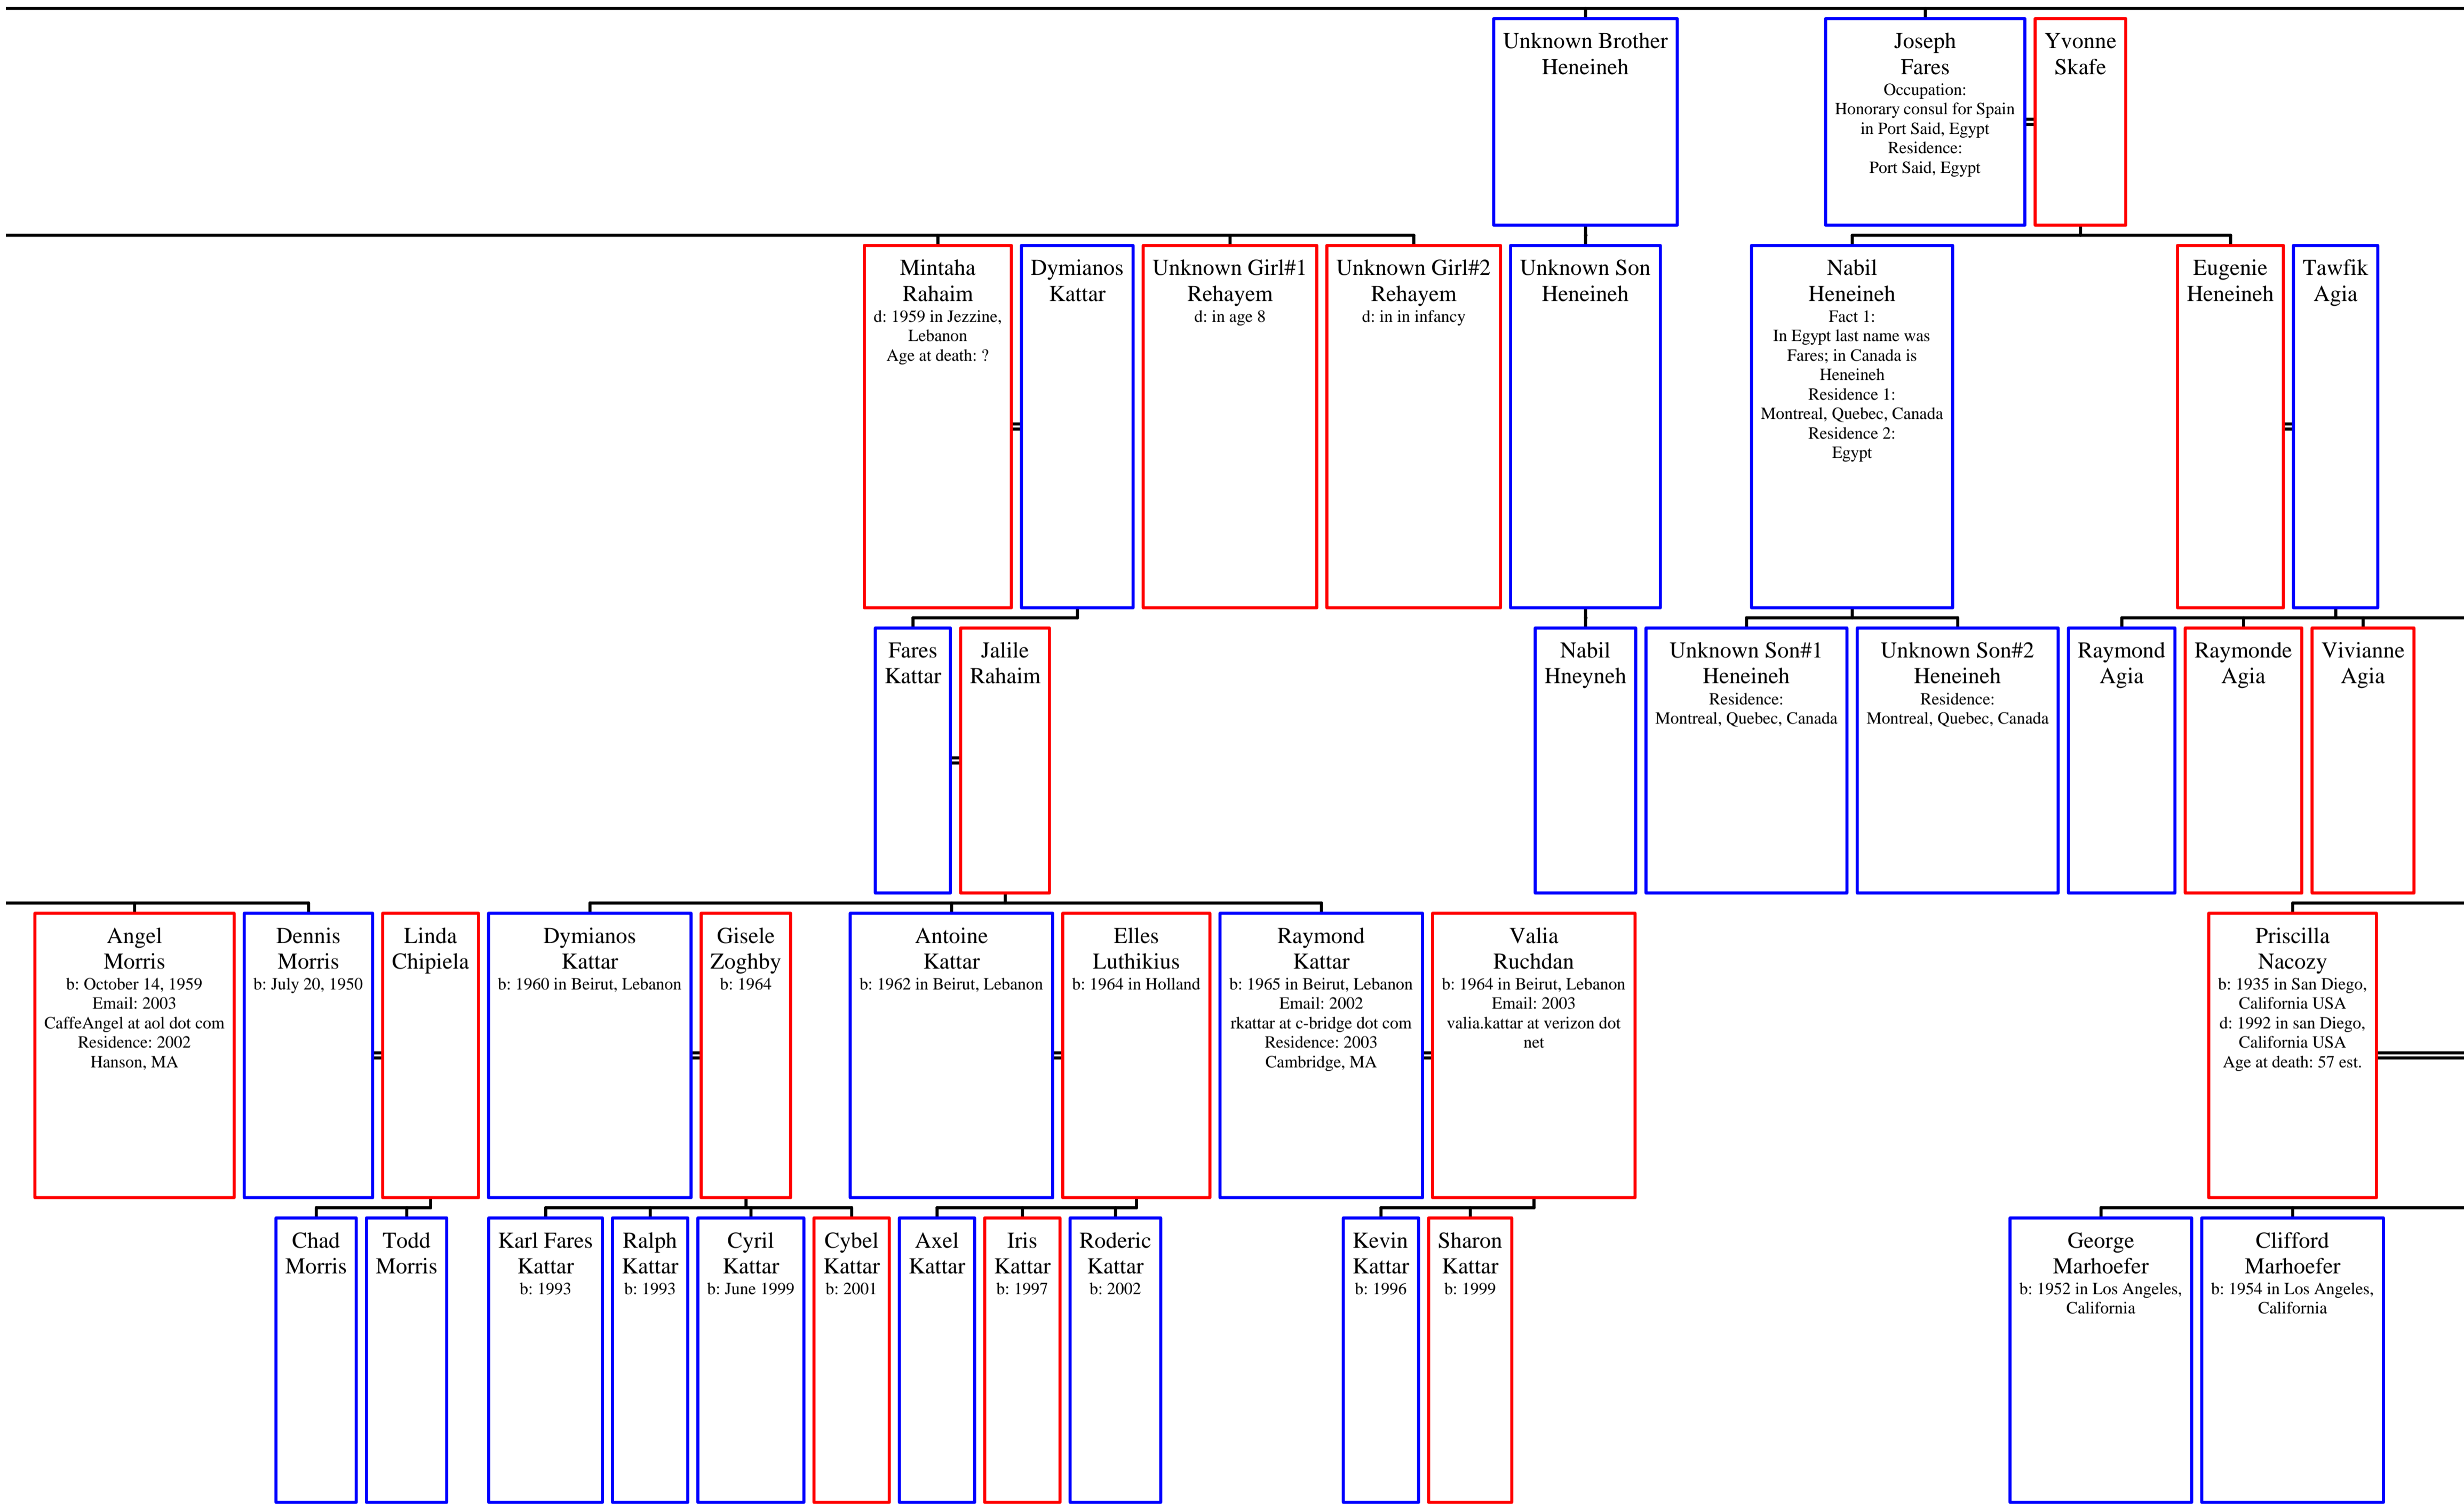 Unknown Brother
Heneineh
Joseph
Fares
Occupation:
Honorary consul for Spain
in Port Said, Egypt
Residence:
Port Said, Egypt
Yvonne
Skafe
Mintaha
Rahaim
d: 1959 in Jezzine,
Lebanon
Age at death: ?
Dymianos
Kattar
Unknown Girl#1
Rehayem
d: in age 8
Unknown Girl#2
Rehayem
d: in in infancy
Unknown Son
Heneineh
Nabil
Heneineh
Fact 1:
In Egypt last name was
Fares; in Canada is
Heneineh
Residence 1:
Montreal, Quebec, Canada
Residence 2:
Egypt
Eugenie
Heneineh
Tawfik
Agia
Fares
Kattar
Jalile
Rahaim
Nabil
Hneyneh
Unknown Son#1
Heneineh
Residence:
Montreal, Quebec, Canada
Unknown Son#2
Heneineh
Residence:
Montreal, Quebec, Canada
Raymond
Agia
Raymonde
Agia
Vivianne
Agia
Angel
Morris
b: October 14, 1959
Email: 2003
CaffeAngel at aol dot com
Residence: 2002
Hanson, MA
Dennis
Morris
b: July 20, 1950
Linda
Chipiela
Dymianos
Kattar
b: 1960 in Beirut, Lebanon
Gisele
Zoghby
b: 1964
Antoine
Kattar
b: 1962 in Beirut, Lebanon
Elles
Luthikius
b: 1964 in Holland
Raymond
Kattar
b: 1965 in Beirut, Lebanon
Email: 2002
rkattar at c-bridge dot com
Residence: 2003
Cambridge, MA
Valia
Ruchdan
b: 1964 in Beirut, Lebanon
Email: 2003
valia.kattar at verizon dot
net
Priscilla
Nacozy
b: 1935 in San Diego,
California USA
d: 1992 in san Diego,
California USA
Age at death: 57 est.
Chad
Morris
Todd
Morris
Karl Fares
Kattar
b: 1993
Ralph
Kattar
b: 1993
Cyril
Kattar
b: June 1999
Cybel
Kattar
b: 2001
Axel
Kattar
Iris
Kattar
b: 1997
Roderic
Kattar
b: 2002
Kevin
Kattar
b: 1996
Sharon
Kattar
b: 1999
George
Marhoefer
b: 1952 in Los Angeles,
California
Clifford
Marhoefer
b: 1954 in Los Angeles,
California